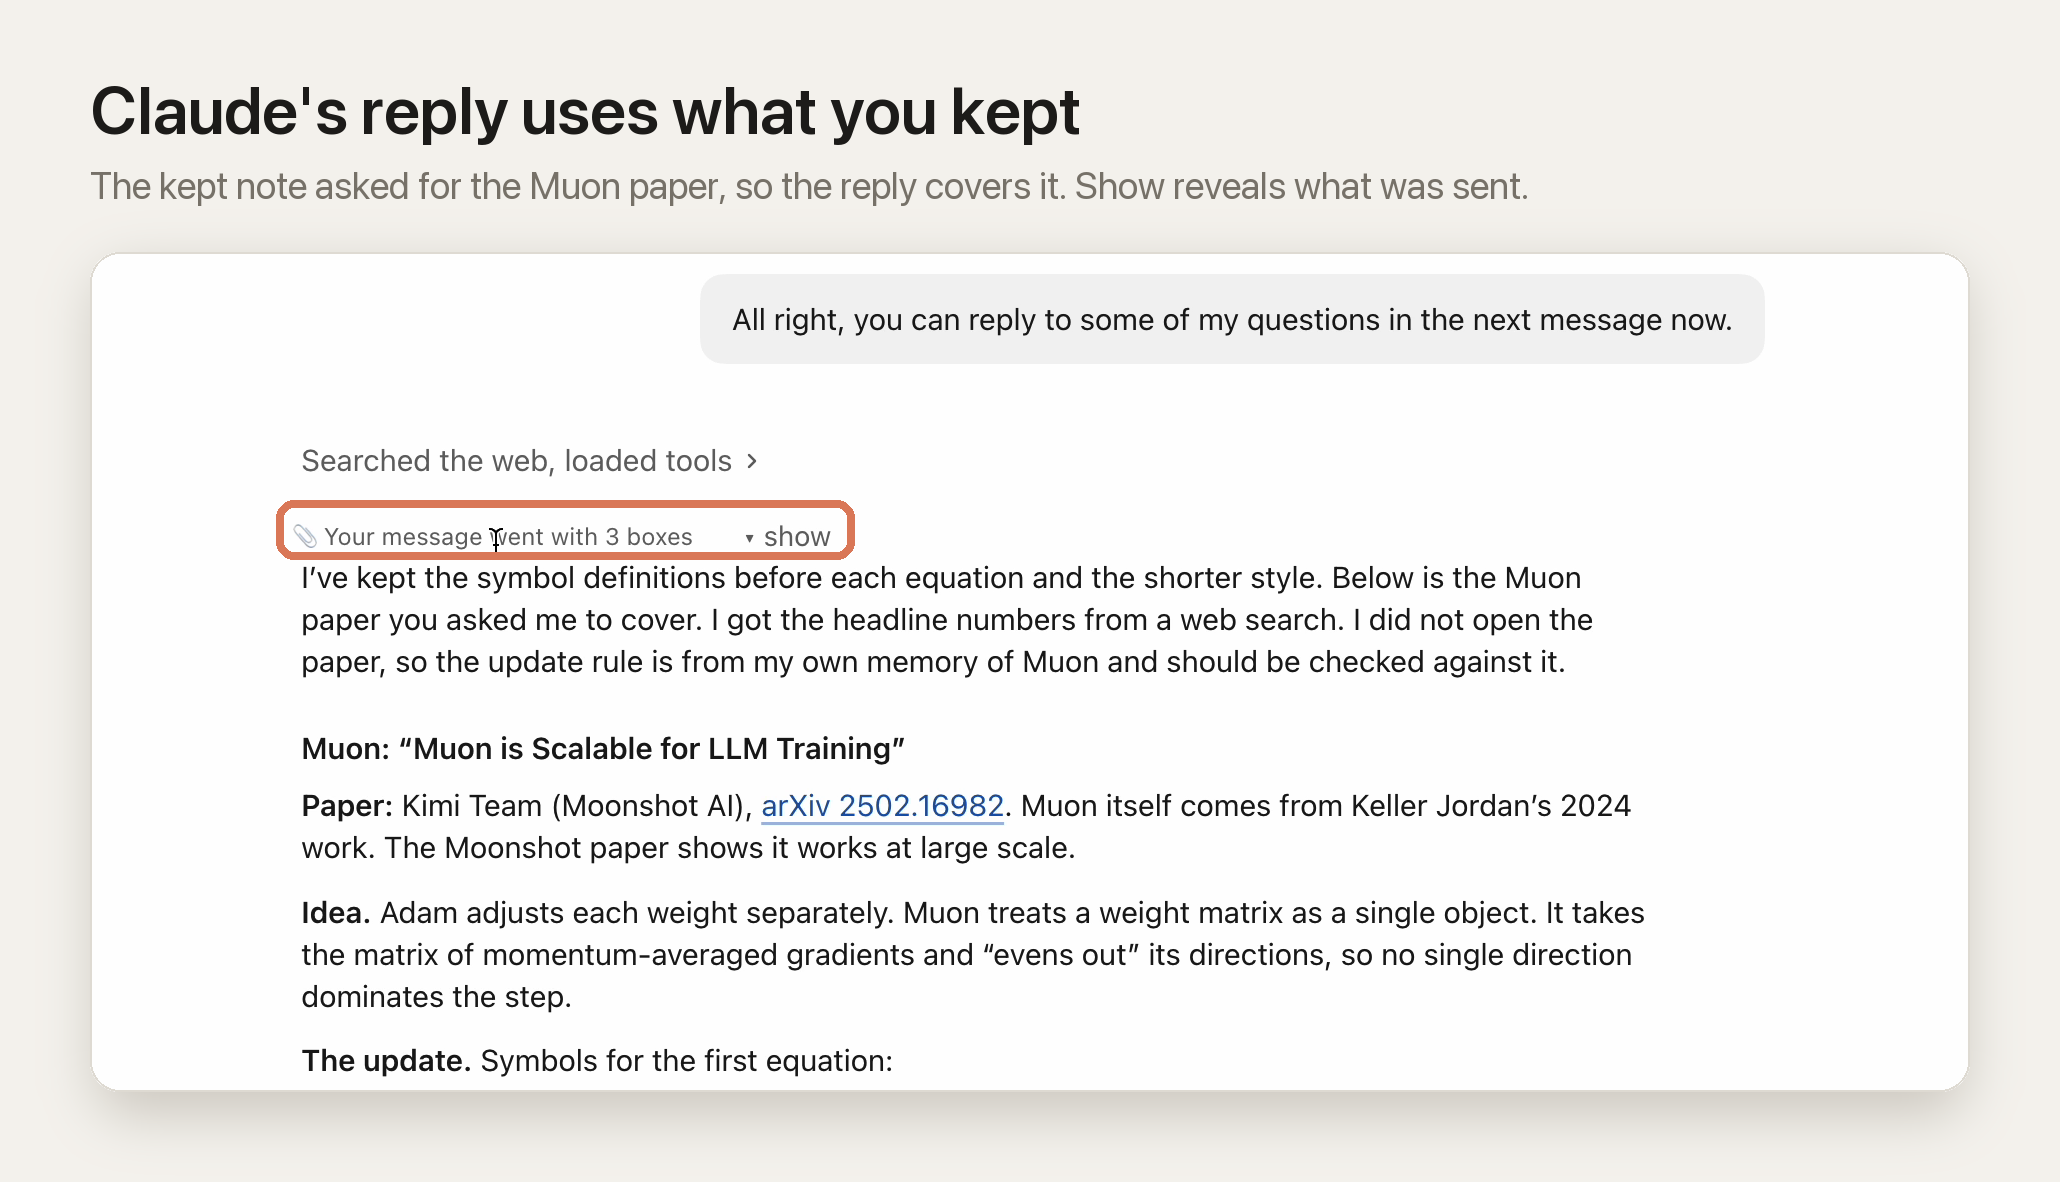 Claude's reply uses what you kept
The kept note asked for the Muon paper, so the reply covers it. Show reveals what was sent.
All right, you can reply to some of my questions in the next message now.
Searched the web, loaded tools >
📎 Your message went with 3 boxes ▾ show
I’ve kept the symbol definitions before each equation and the shorter style. Below is the Muon
paper you asked me to cover. I got the headline numbers from a web search. I did not open the
paper, so the update rule is from my own memory of Muon and should be checked against it.
Muon: “Muon is Scalable for LLM Training”
Paper: Kimi Team (Moonshot AI), arXiv 2502.16982. Muon itself comes from Keller Jordan’s 2024
work. The Moonshot paper shows it works at large scale.
Idea. Adam adjusts each weight separately. Muon treats a weight matrix as a single object. It takes
the matrix of momentum-averaged gradients and “evens out” its directions, so no single direction
dominates the step.
The update. Symbols for the first equation: